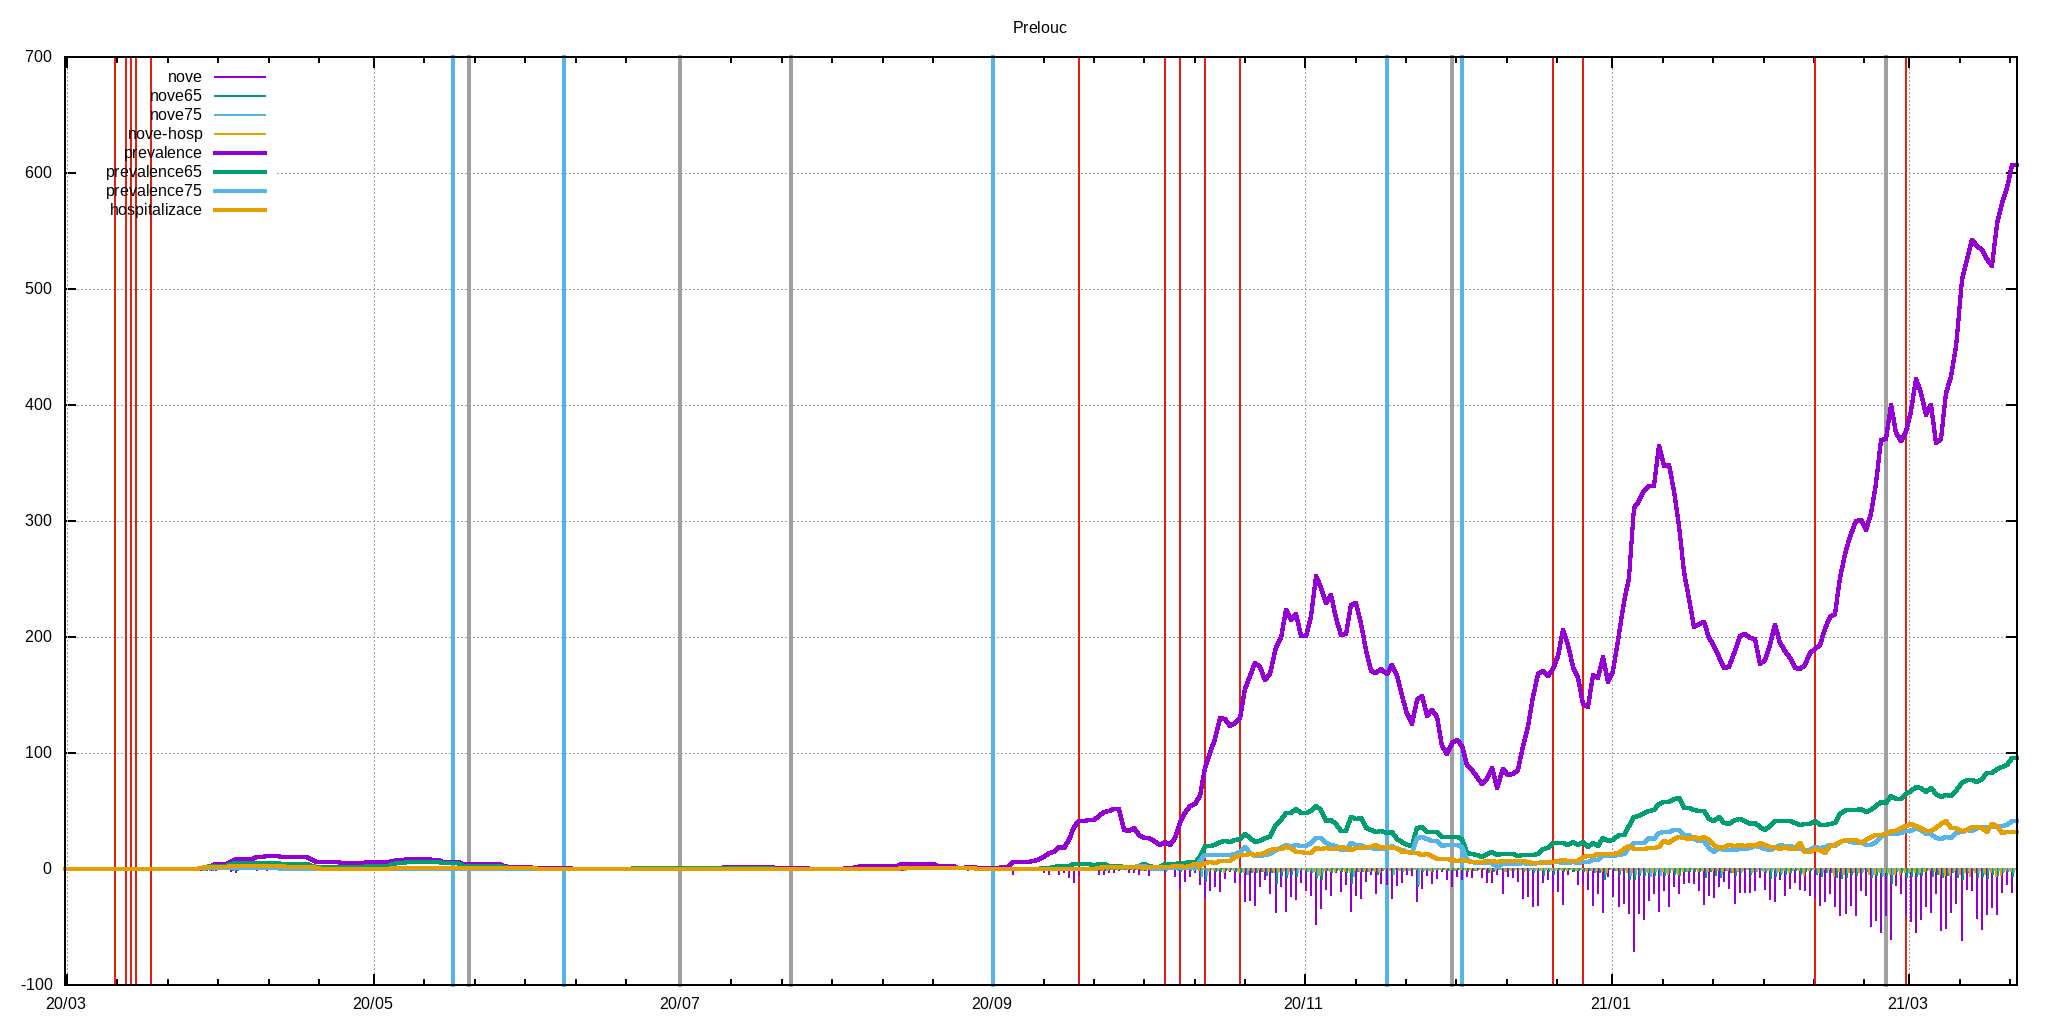 Prelouc
700
600
500
400
300
200
100
0
-100
nove
nove65
nove75
nove-hosp
prevalence
prevalence65
prevalence75
hospitalizace
20/03
20/05
20/07
20/09
20/11
21/01
21/03